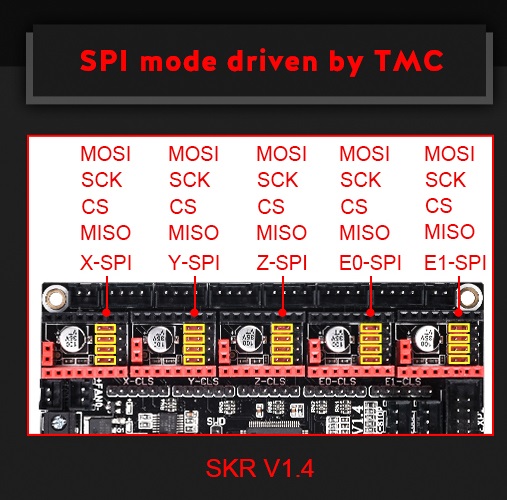 SPI mode driven by TMC
MOSI MOSI MOSI MOSI MOSI
SCK SCK SCK SCK SCK
CS CS CS CS CS
MISO MISO MISO MISO MISO
X-SPI Y-SPI Z-SPI E0-SPI E1-SPI
X-CLS Y-CLS Z-CLS E0-CLS E1-CLS
V1.4
SKR V1.4